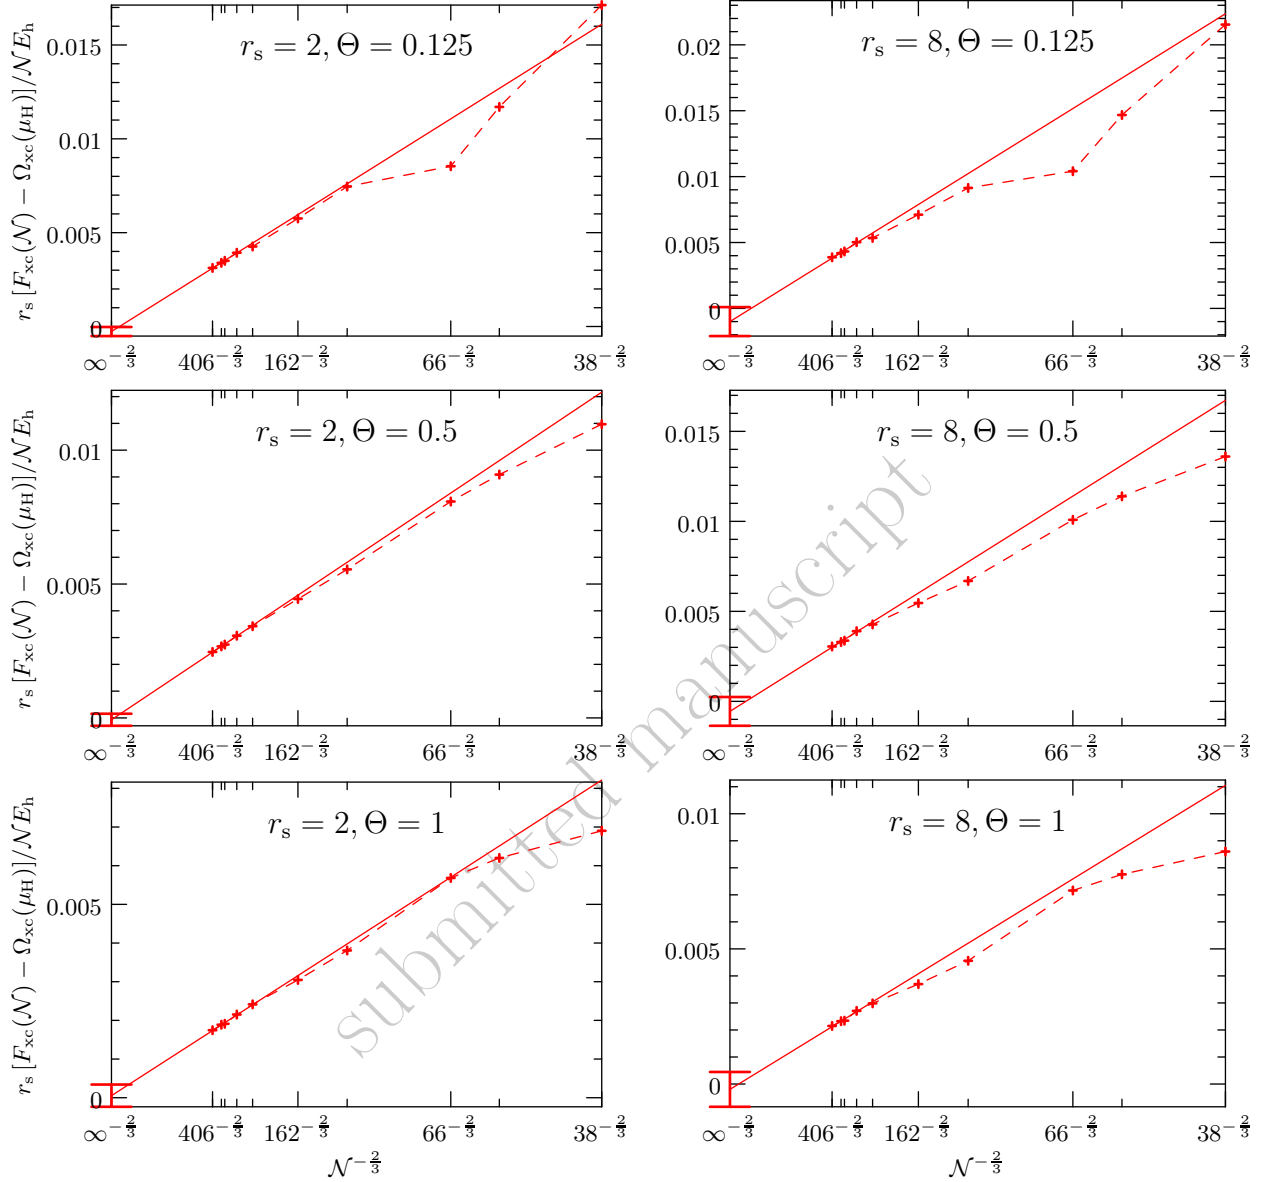 r_s [F_xc(𝒩) − Ω_xc(μ_H)]/𝒩E_h
r_s = 2, Θ = 0.125
0.015
0.01
0.005
0
∞^{-2/3} 406^{-2/3} 162^{-2/3} 66^{-2/3} 38^{-2/3}
r_s = 8, Θ = 0.125
0.02
0.015
0.01
0.005
0
∞^{-2/3} 406^{-2/3} 162^{-2/3} 66^{-2/3} 38^{-2/3}
r_s [F_xc(𝒩) − Ω_xc(μ_H)]/𝒩E_h
r_s = 2, Θ = 0.5
0.01
0.005
0
∞^{-2/3} 406^{-2/3} 162^{-2/3} 66^{-2/3} 38^{-2/3}
r_s = 8, Θ = 0.5
0.015
0.01
0.005
0
∞^{-2/3} 406^{-2/3} 162^{-2/3} 66^{-2/3} 38^{-2/3}
r_s [F_xc(𝒩) − Ω_xc(μ_H)]/𝒩E_h
r_s = 2, Θ = 1
0.005
0
∞^{-2/3} 406^{-2/3} 162^{-2/3} 66^{-2/3} 38^{-2/3}
𝒩^{-2/3}
r_s = 8, Θ = 1
0.01
0.005
0
∞^{-2/3} 406^{-2/3} 162^{-2/3} 66^{-2/3} 38^{-2/3}
𝒩^{-2/3}
submitted manuscript